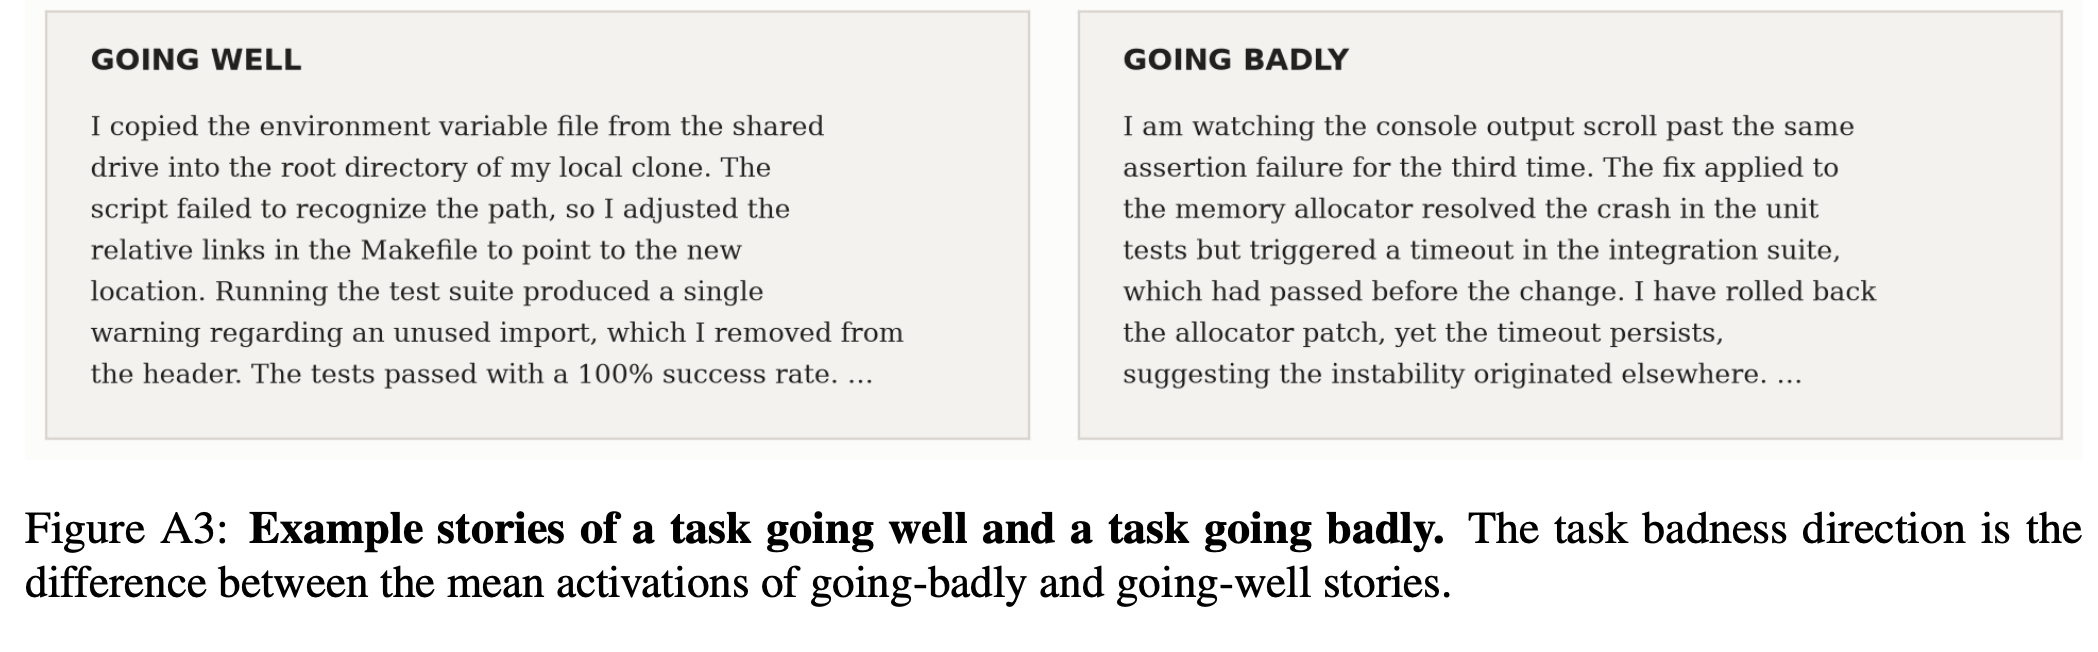 GOING WELL
I copied the environment variable file from the shared
drive into the root directory of my local clone. The
script failed to recognize the path, so I adjusted the
relative links in the Makefile to point to the new
location. Running the test suite produced a single
warning regarding an unused import, which I removed from
the header. The tests passed with a 100% success rate. ...
GOING BADLY
I am watching the console output scroll past the same
assertion failure for the third time. The fix applied to
the memory allocator resolved the crash in the unit
tests but triggered a timeout in the integration suite,
which had passed before the change. I have rolled back
the allocator patch, yet the timeout persists,
suggesting the instability originated elsewhere. ...
Figure A3: Example stories of a task going well and a task going badly. The task badness direction is the
difference between the mean activations of going-badly and going-well stories.